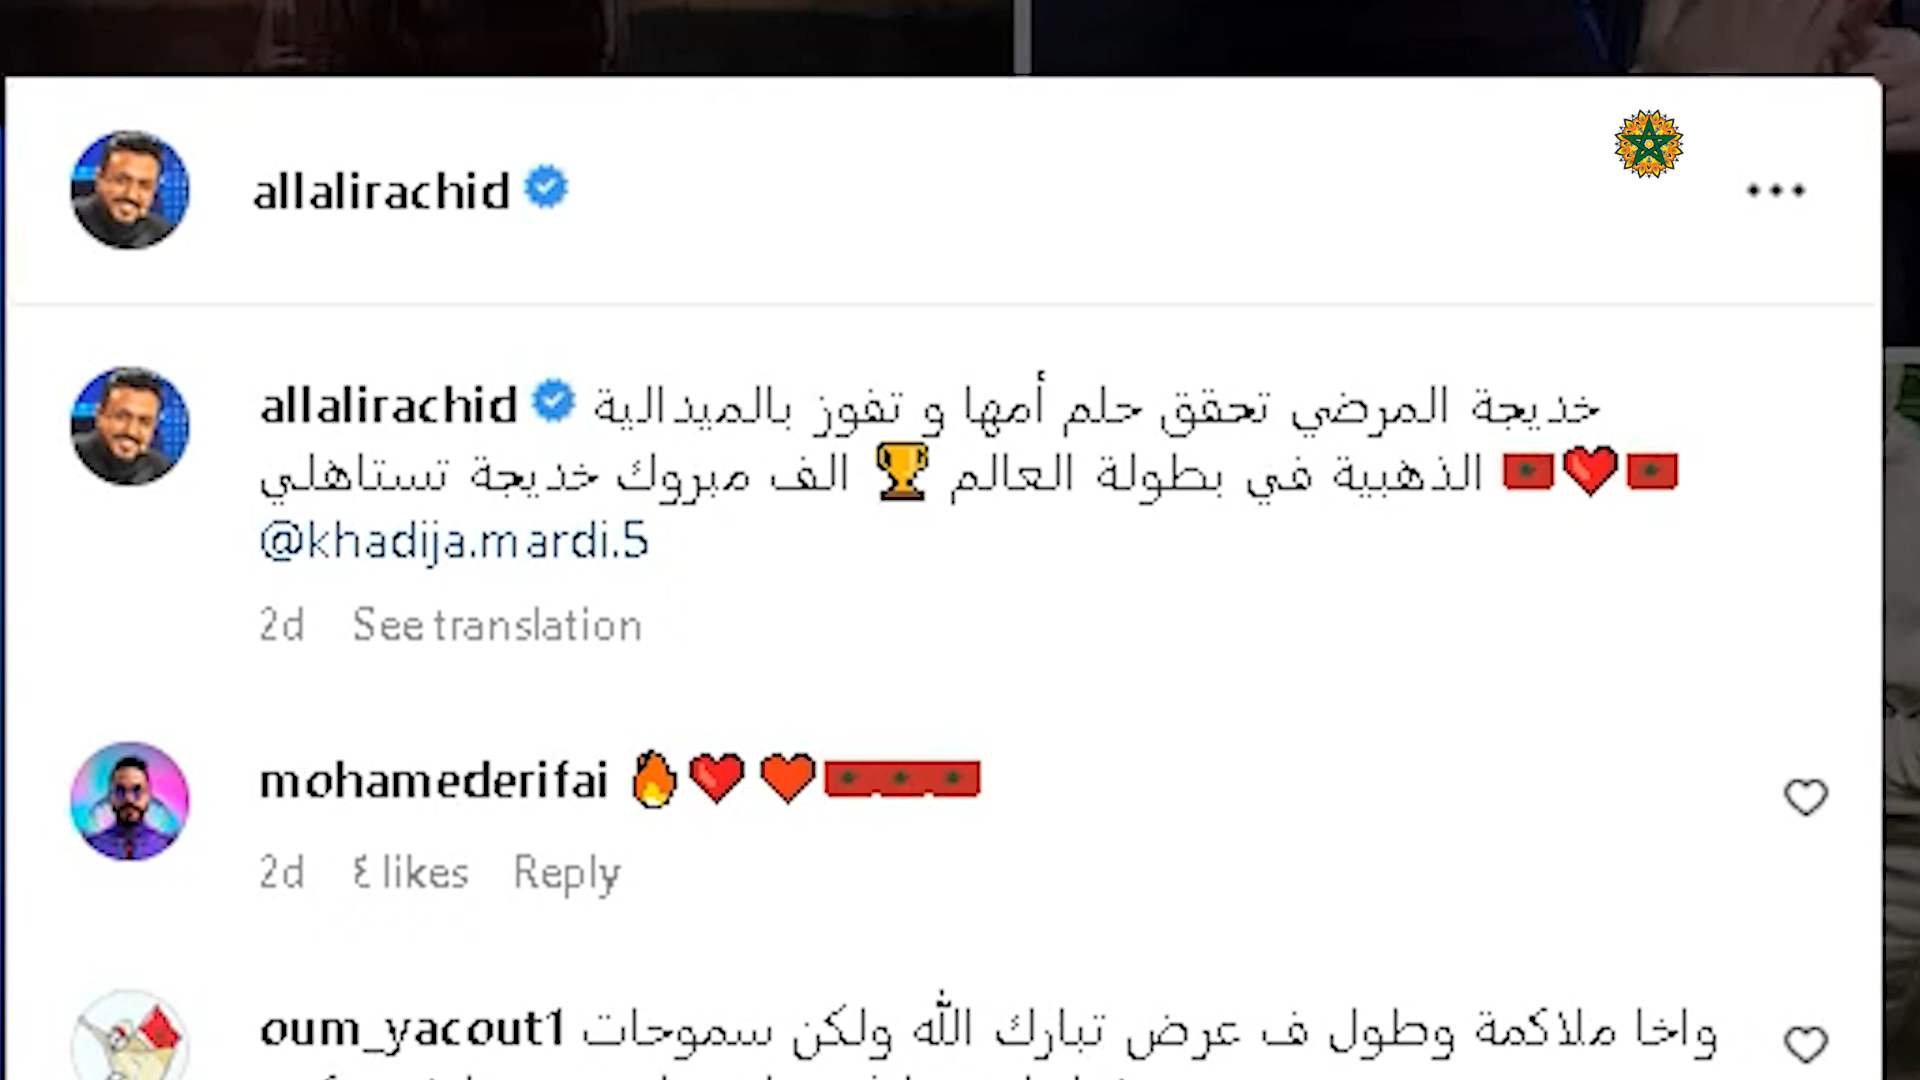 allalirachid
allalirachid خديجة المرضي تحقق حلم أمها و تفوز بالميدالية
الذهبية في بطولة العالم 🏆 الف مبروك خديجة تستاهلي 🇲🇦❤️🇲🇦
@khadija.mardi.5
2d See translation
mohamederifai 🔥❤️❤️🇲🇦🇲🇦🇲🇦
2d ٤ likes Reply
oum_yacout1 واخا ملاكمة وطول ف عرض تبارك الله ولكن سموحات